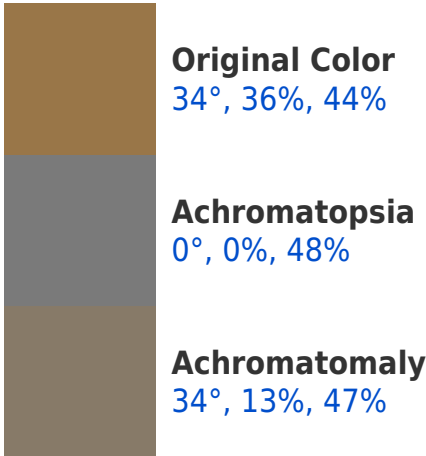 Original Color
34°, 36%, 44%
Achromatopsia
0°, 0%, 48%
Achromatomaly
34°, 13%, 47%